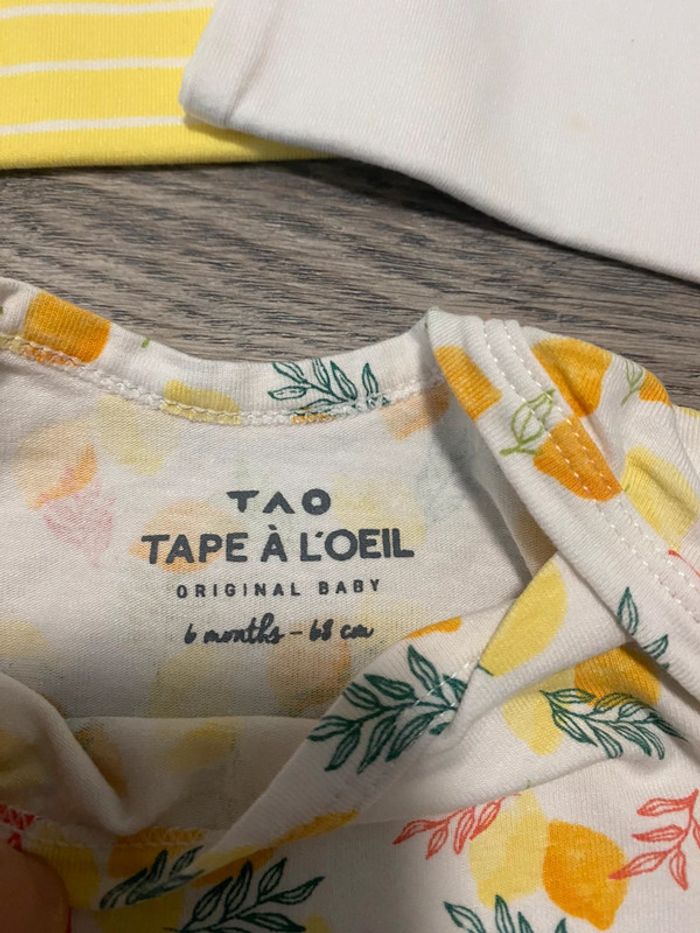 TAO
TAPE À L'OEIL
ORIGINAL BABY
6 months - 68 cm